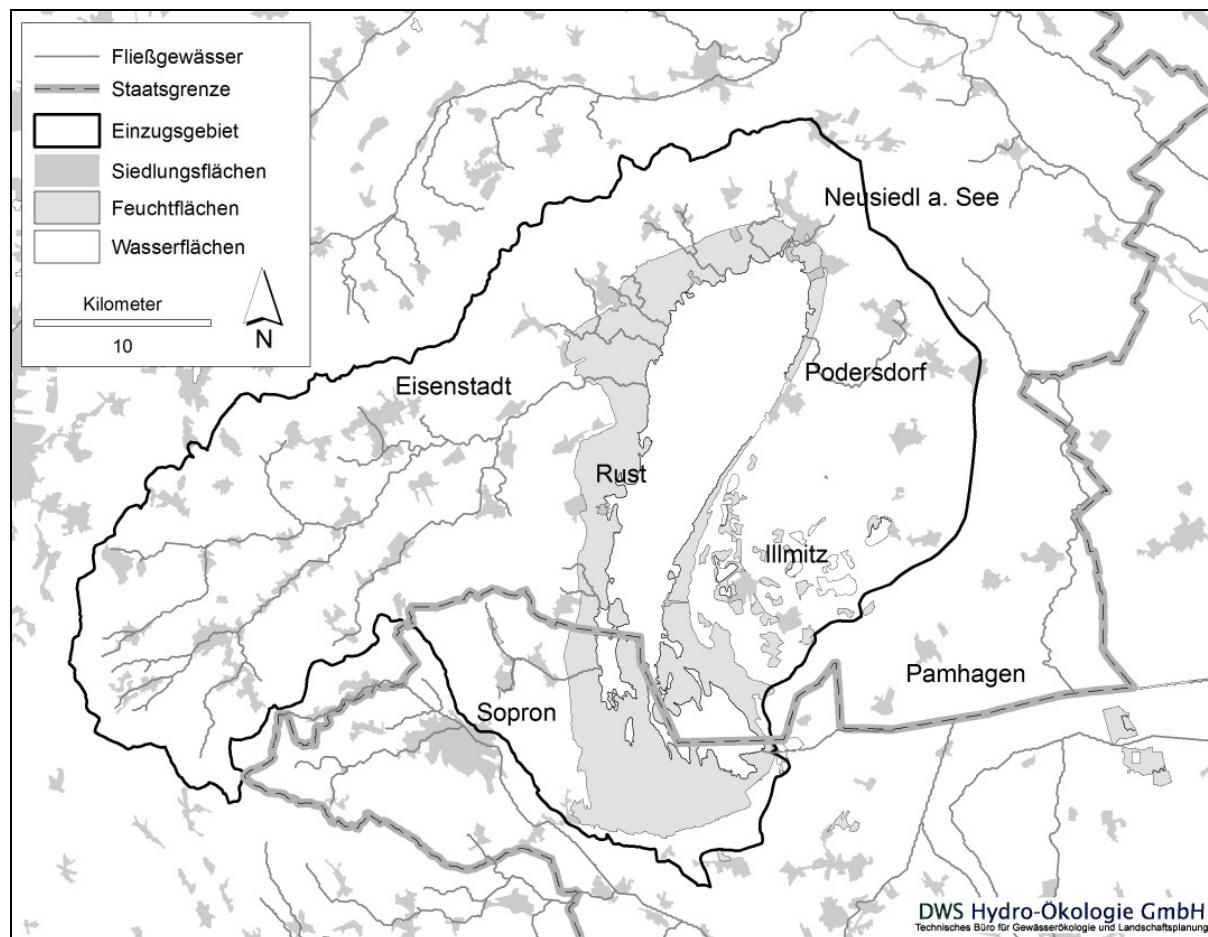 Fließgewässer
Staatsgrenze
Einzugsgebiet
Siedlungsflächen
Feuchtflächen
Wasserflächen
Kilometer
10
N
Neusiedl a. See
Podersdorf
Eisenstadt
Rust
Illmitz
Pamhagen
Sopron
DWS Hydro-Ökologie GmbH
Technisches Büro für Gewässerökologie und Landschaftsplanung